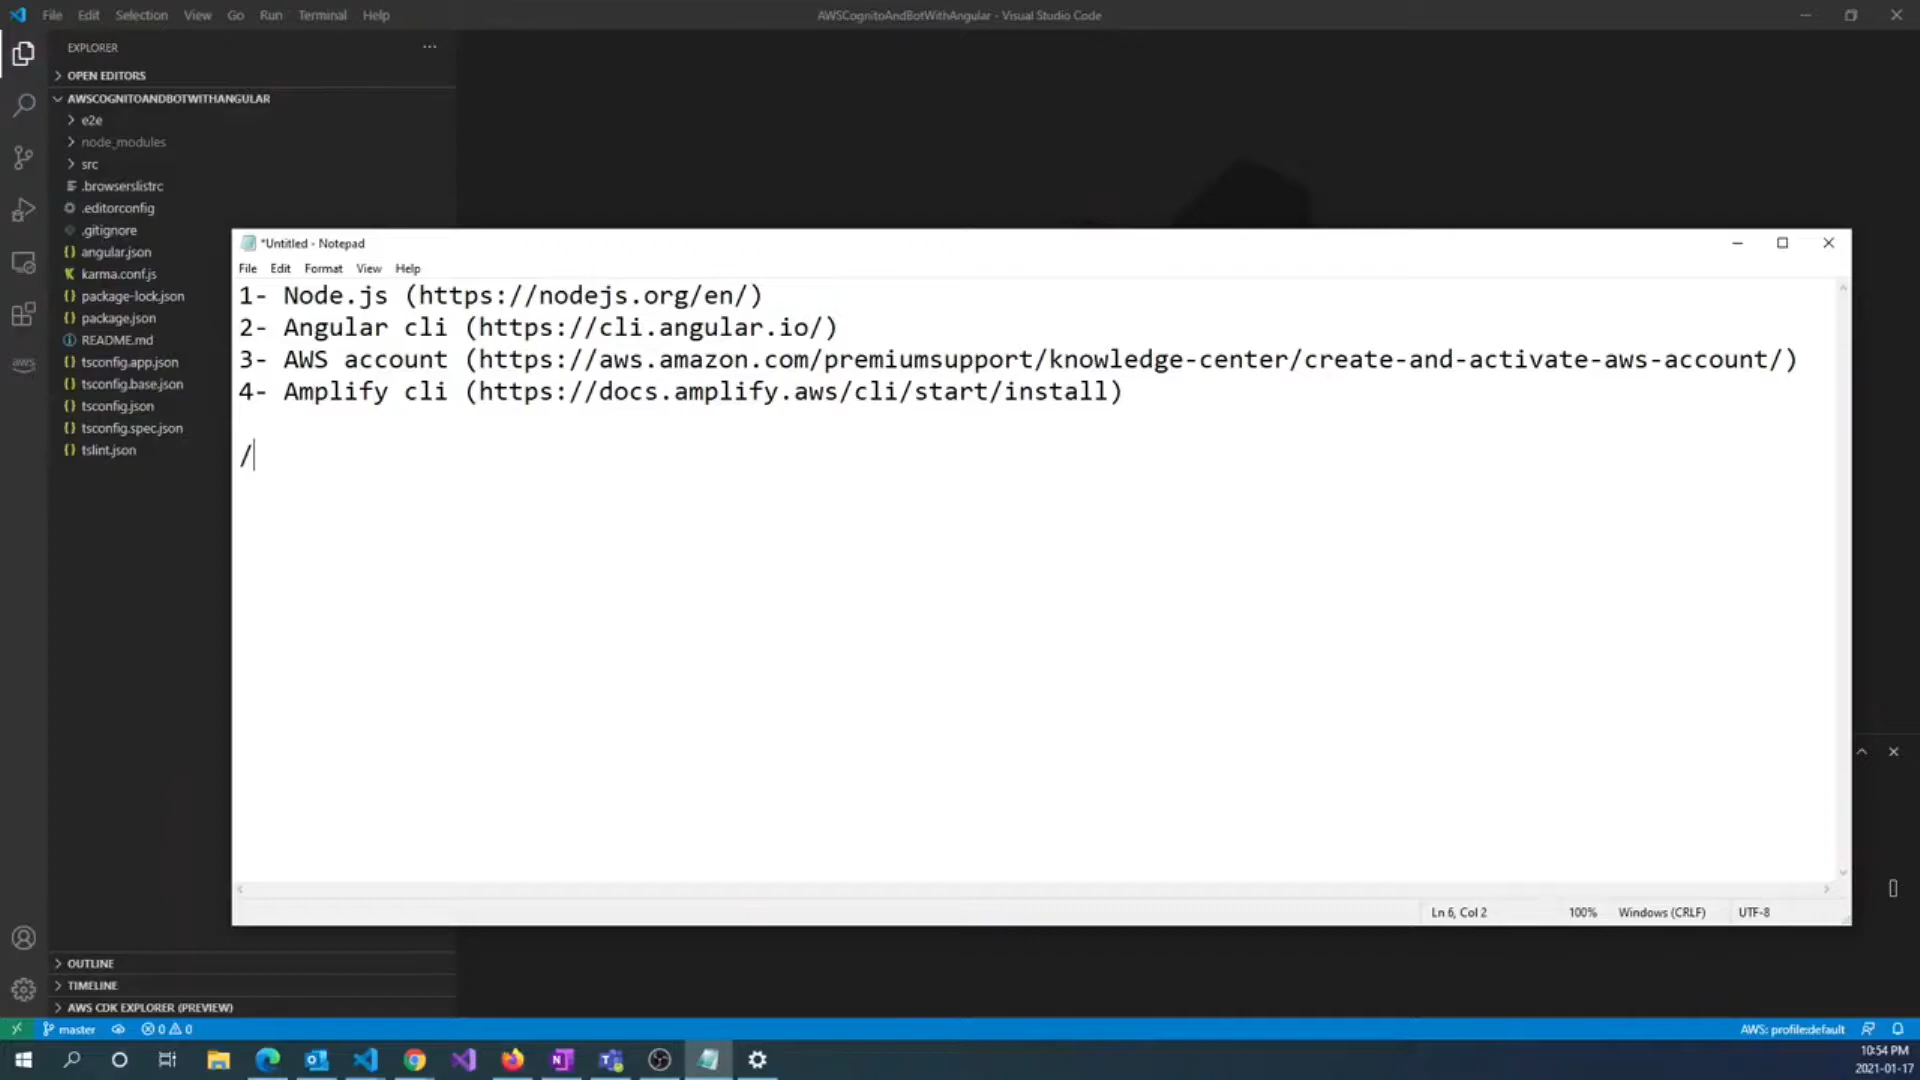 File Edit Selection View Go Run Terminal Help
AWSCognitoAndBotWithAngular - Visual Studio Code
EXPLORER
OPEN EDITORS
AWSCOGNITOANDBOTWITHANGULAR
e2e
node_modules
src
.browserslistrc
.editorconfig
.gitignore
angular.json
karma.conf.js
package-lock.json
package.json
README.md
tsconfig.app.json
tsconfig.base.json
tsconfig.json
tsconfig.spec.json
tslint.json
aws
*Untitled - Notepad
File Edit Format View Help
1- Node.js (https://nodejs.org/en/)
2- Angular cli (https://cli.angular.io/)
3- AWS account (https://aws.amazon.com/premiumsupport/knowledge-center/create-and-activate-aws-account/)
4- Amplify cli (https://docs.amplify.aws/cli/start/install)
/
Ln 6, Col 2 100% Windows (CRLF) UTF-8
OUTLINE
TIMELINE
AWS CDK EXPLORER (PREVIEW)
master 0 0 AWS: profile:default
10:54 PM
2021-01-17